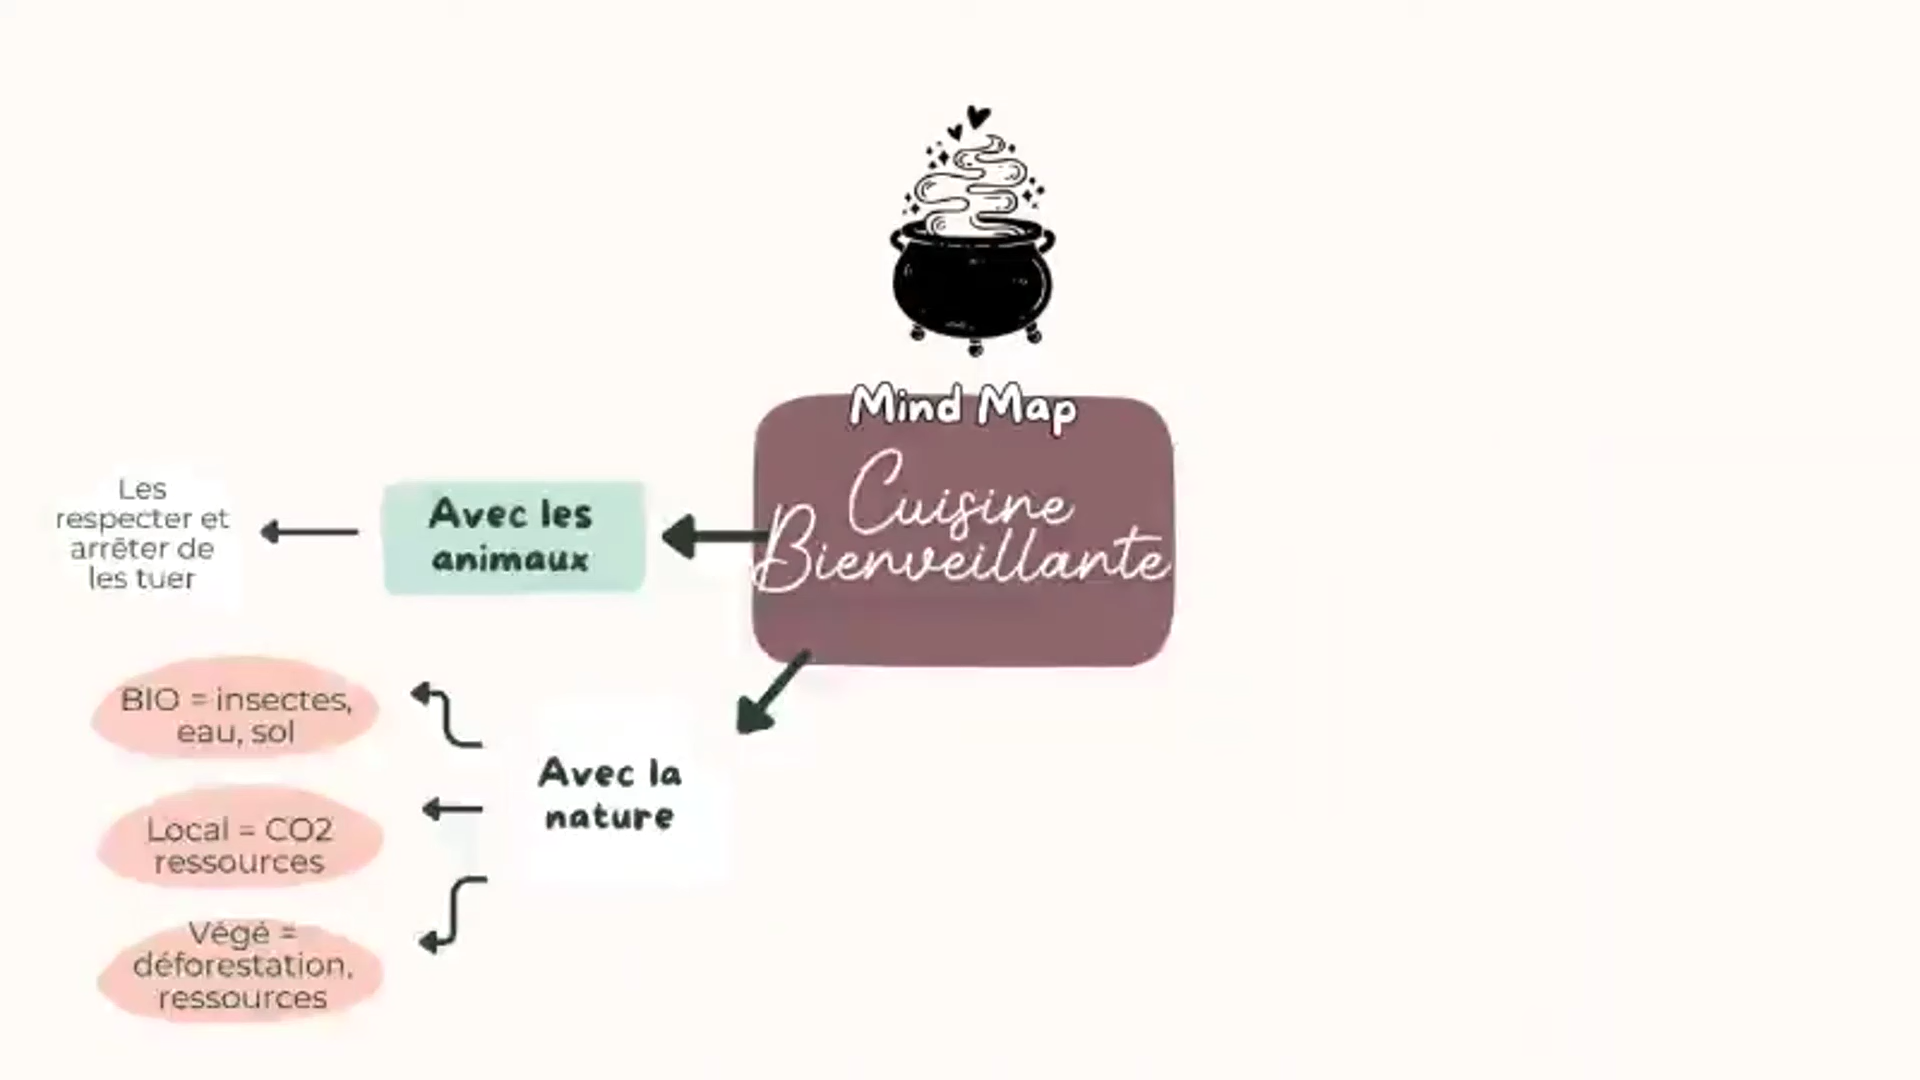 Mind Map
Cuisine
Bienveillante
Avec les
animaux
Les
respecter et
arrêter de
les tuer
Avec la
nature
BIO = insectes,
eau, sol
Local = CO2
ressources
Végé =
déforestation,
ressources